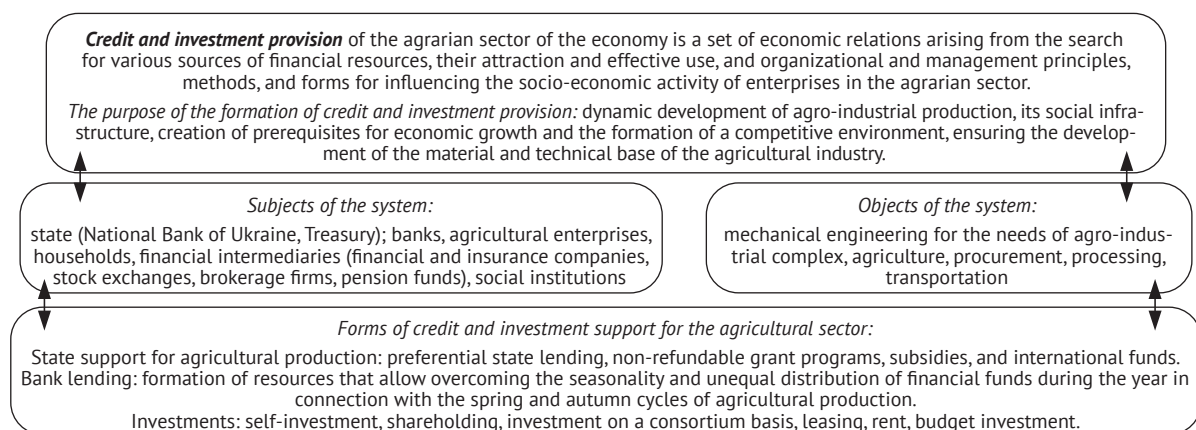 Credit and investment provision of the agrarian sector of the economy is a set of economic relations arising from the search
for various sources of financial resources, their attraction and effective use, and organizational and management principles,
methods, and forms for influencing the socio-economic activity of enterprises in the agrarian sector.
The purpose of the formation of credit and investment provision: dynamic development of agro-industrial production, its social infra-
structure, creation of prerequisites for economic growth and the formation of a competitive environment, ensuring the develop-
ment of the material and technical base of the agricultural industry.
Subjects of the system:
state (National Bank of Ukraine, Treasury); banks, agricultural enterprises,
households, financial intermediaries (financial and insurance companies,
stock exchanges, brokerage firms, pension funds), social institutions
Objects of the system:
mechanical engineering for the needs of agro-indus-
trial complex, agriculture, procurement, processing,
transportation
Forms of credit and investment support for the agricultural sector:
State support for agricultural production: preferential state lending, non-refundable grant programs, subsidies, and international funds.
Bank lending: formation of resources that allow overcoming the seasonality and unequal distribution of financial funds during the year in
connection with the spring and autumn cycles of agricultural production.
Investments: self-investment, shareholding, investment on a consortium basis, leasing, rent, budget investment.